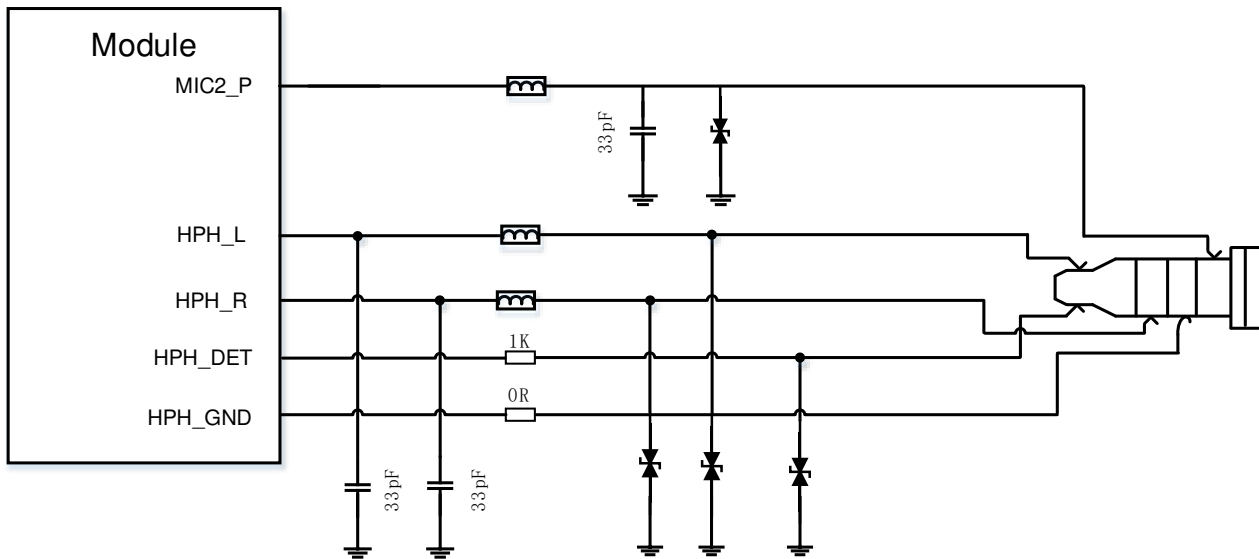 Module
MIC2_P
33pF
HPH_L
HPH_R
HPH_DET
1K
HPH_GND
0R
33pF
33pF